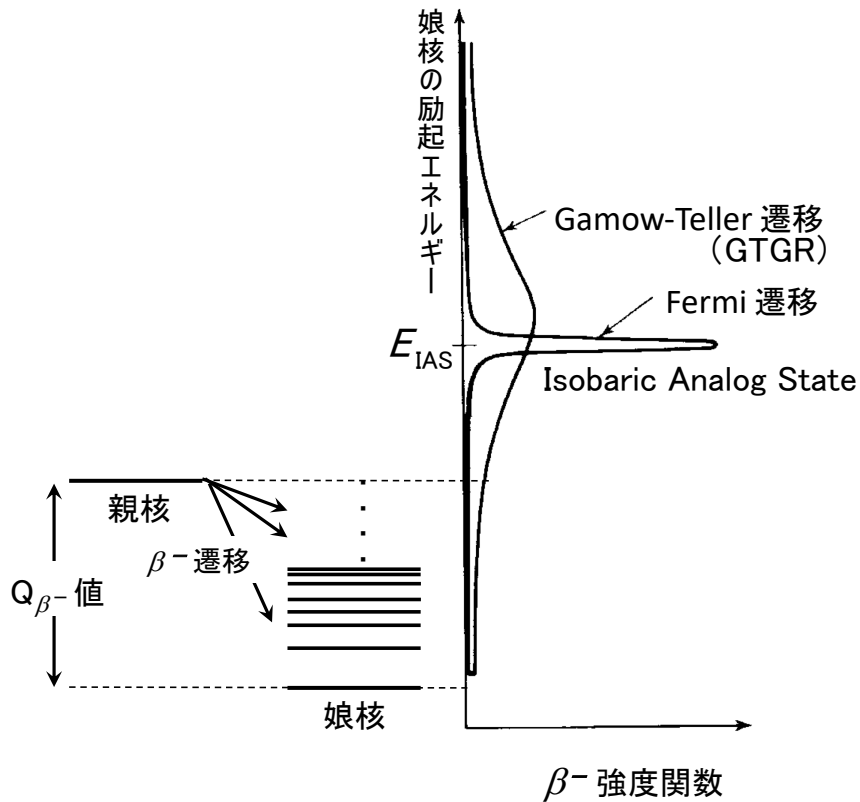 娘核の励起エネルギー
Gamow-Teller 遷移
（GTGR）
Fermi 遷移
E_IAS
Isobaric Analog State
親核
β⁻ 遷移
Q_β⁻ 値
娘核
β⁻ 強度関数